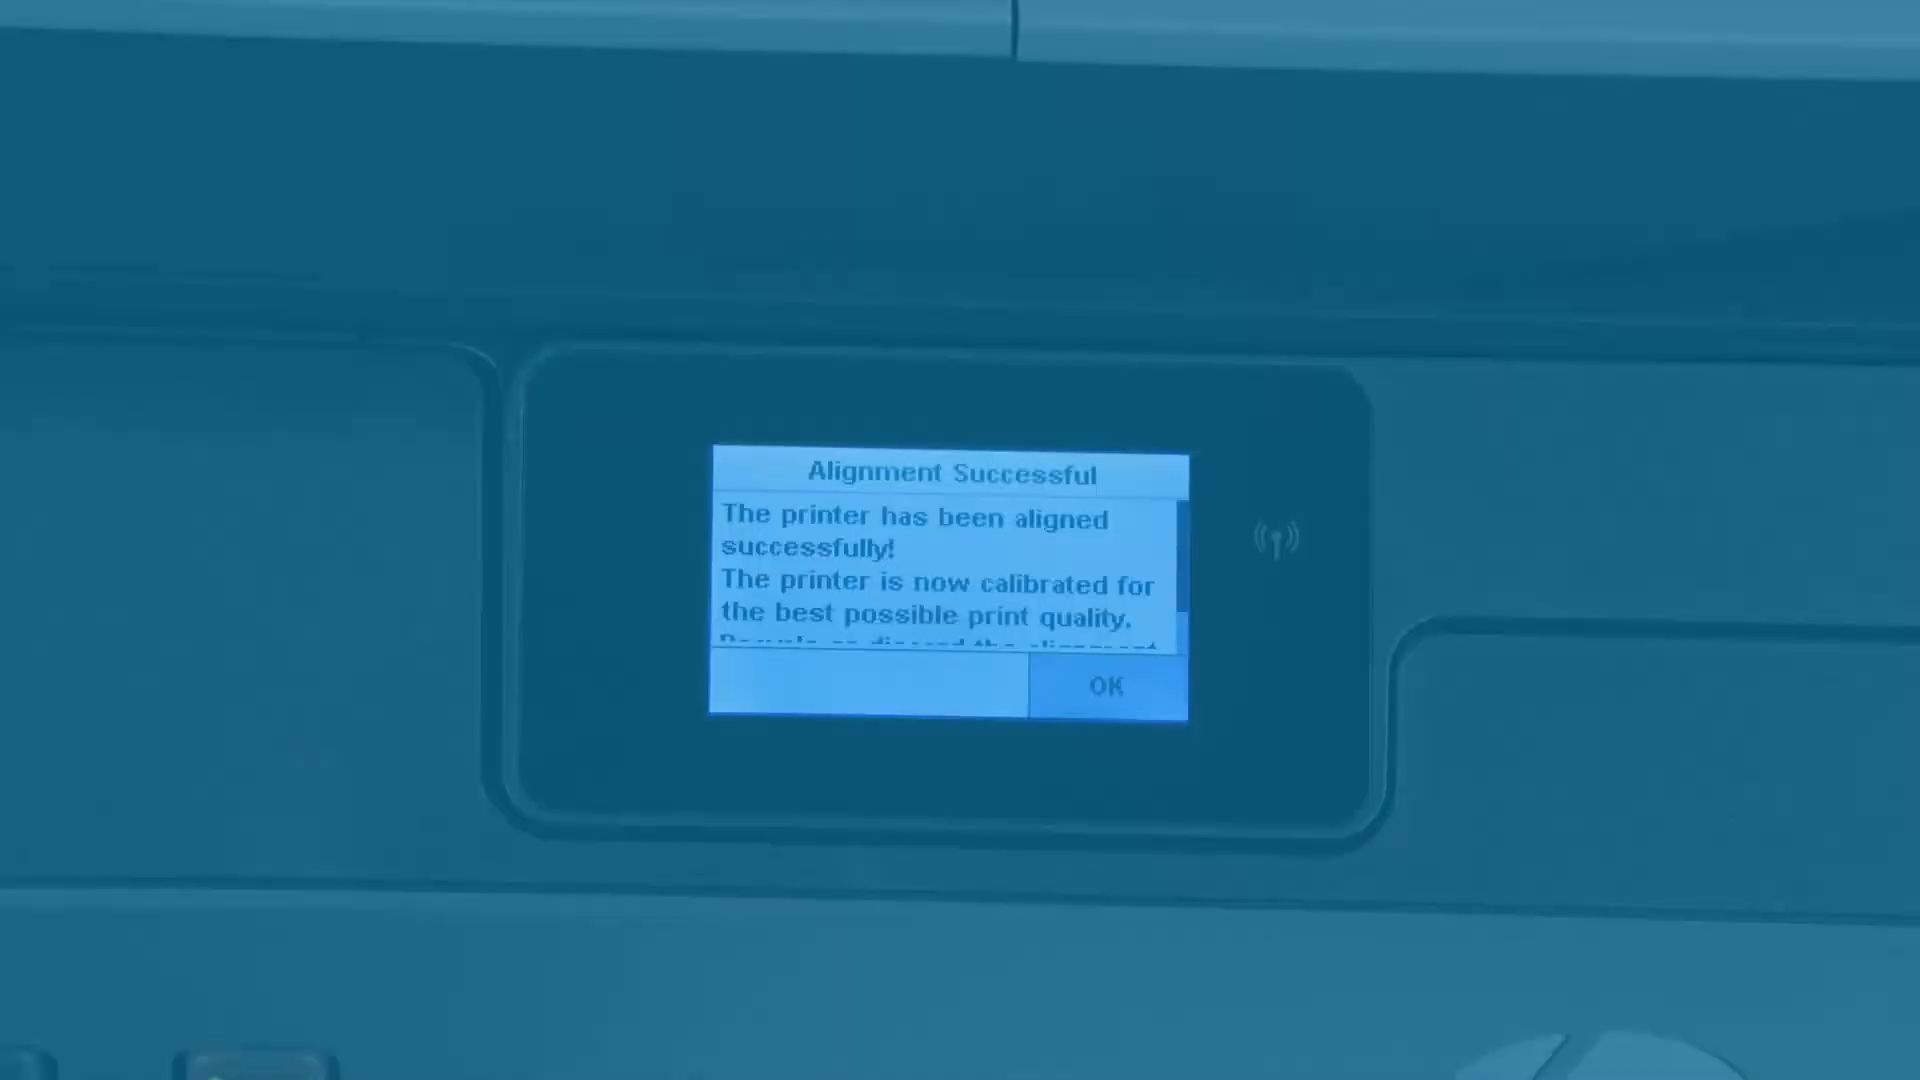 Alignment Successful
The printer has been aligned
successfully!
The printer is now calibrated for
the best possible print quality.
OK